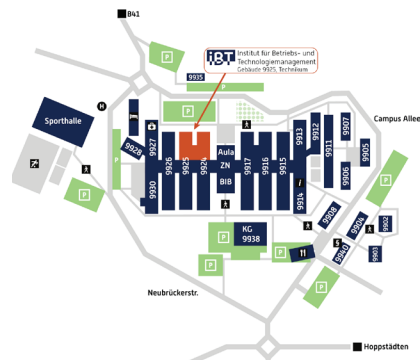 B41
iBT
Institut für Betriebs- und
Technologiemanagement
Gebäude 9925, Technikum
P
P
9935
P
Sporthalle
H
Campus Allee
9928
9927
9926
9925
9924
9930
Aula
ZN
BIB
9917
9916
9915
9913
9914
9912
9911
9907
9906
9905
i
P
P
P
P
KG
9938
P
P
P
P
9908
9904
9902
9903
9940
S
Neubrückerstr.
Hoppstädten